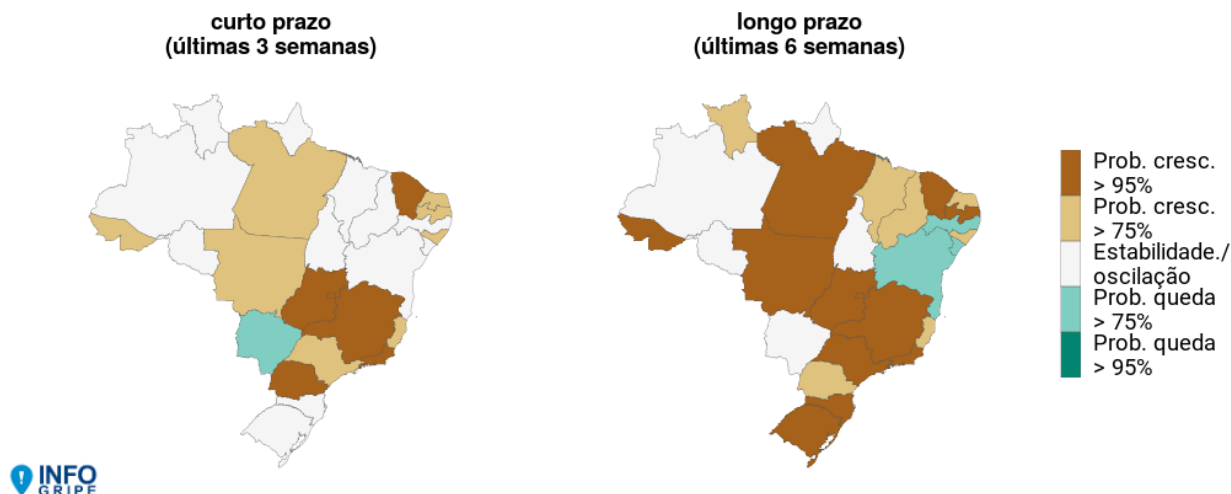 curto prazo
(últimas 3 semanas)
longo prazo
(últimas 6 semanas)
Prob. cresc.
> 95%
Prob. cresc.
> 75%
Estabilidade./
oscilação
Prob. queda
> 75%
Prob. queda
> 95%
INFO
GRIPE